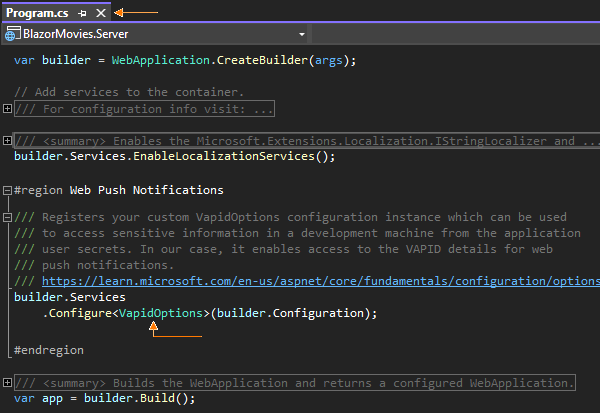 Program.cs
BlazorMovies.Server
var builder = WebApplication.CreateBuilder(args);
// Add services to the container.
/// For configuration info visit: ...
/// <summary> Enables the Microsoft.Extensions.Localization.IStringLocalizer and ...
builder.Services.EnableLocalizationServices();
#region Web Push Notifications
/// Registers your custom VapidOptions configuration instance which can be used
/// to access sensitive information in a development machine from the application
/// user secrets. In our case, it enables access to the VAPID details for web
/// push notifications.
/// https://learn.microsoft.com/en-us/aspnet/core/fundamentals/configuration/options
builder.Services
.Configure<VapidOptions>(builder.Configuration);
#endregion
/// <summary> Builds the WebApplication and returns a configured WebApplication.
var app = builder.Build();